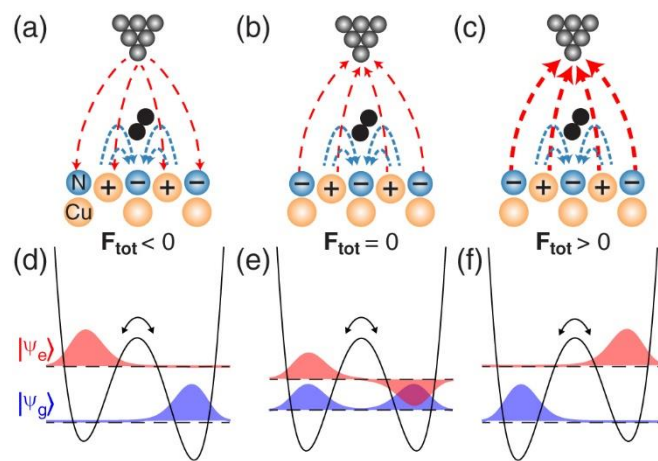 (a) (b) (c)
N + − + −
Cu
− + − + −
− + − + −
F_tot < 0 F_tot = 0 F_tot > 0
(d) (e) (f)
|ψ_e⟩
|ψ_g⟩